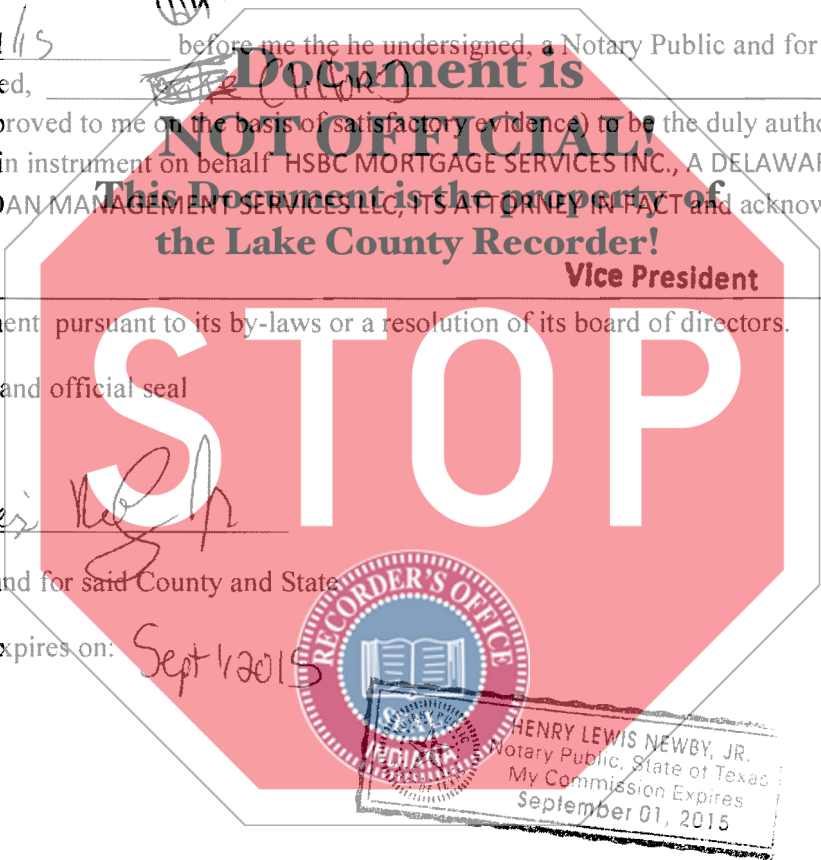 before me the he undersigned, a Notary Public and for
Document is
ed,
NOT OFFICIAL!
proved to me on the basis of satisfactory evidence) to be the duly autho
in instrument on behalf HSBC MORTGAGE SERVICES INC., A DELAWAR
This Document is the property of
OAN MANAGEMENT SERVICES LLC, ITS ATTORNEY IN FACT and acknow
the Lake County Recorder!
Vice President
ent pursuant to its by-laws or a resolution of its board of directors.
STOP
and official seal
and for said County and State
xpires on: Sept 1, 2015
RECORDER'S OFFICE
SEAL
INDIANA
HENRY LEWIS NEWBY, JR.
Notary Public, State of Texas
My Commission Expires
September 01, 2015